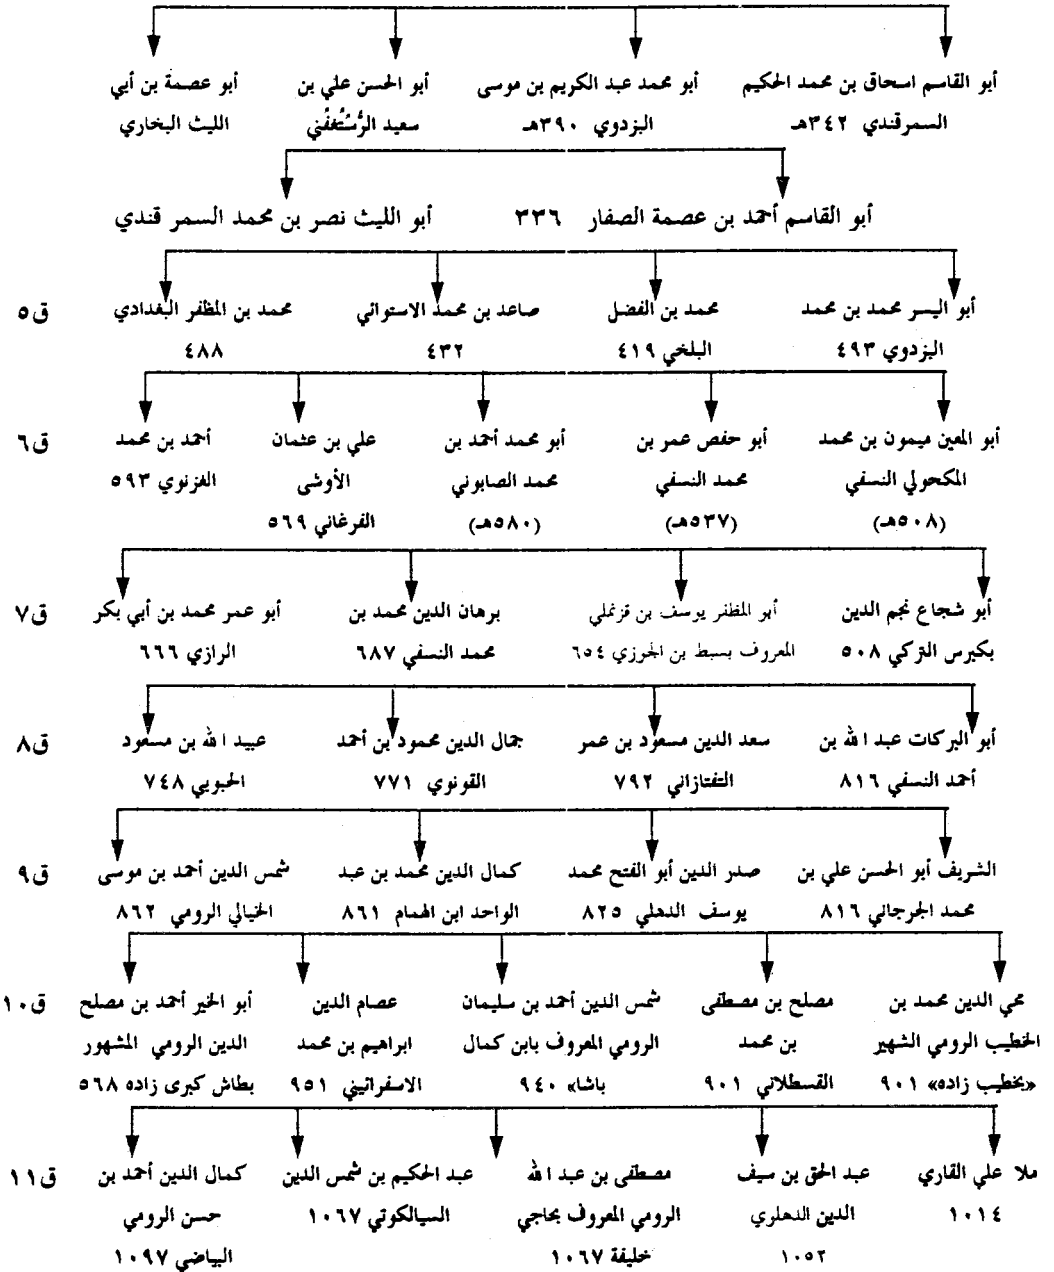 أبو القاسم اسحاق بن محمد الحكيم
السمرقندي ٣٤٢هـ
أبو محمد عبد الكريم بن موسى
البزدوي ٣٩٠هـ
أبو الحسن علي بن
سعيد الرُّسْتُغْفُني
أبو عصمة بن أبي
الليث البخاري
أبو القاسم أحمد بن عصمة الصفار ٣٣٦
أبو الليث نصر بن محمد السمر قندي
ق٥
أبو اليسر محمد بن محمد
البزدوي ٤٩٣
محمد بن الفضل
البلخي ٤١٩
صاعد بن محمد الاستوائي
٤٣٢
محمد بن المظفر البغدادي
٤٨٨
ق٦
أبو المعين ميمون بن محمد
المكحولي النسفي
(٥٠٨هـ)
أبو حفص عمر بن
محمد النسفي
(٥٣٧هـ)
أبو محمد أحمد بن
محمد الصابوني
(٥٨٠هـ)
علي بن عثمان
الأوشى
الفرغاني ٥٦٩
أحمد بن محمد
الغزنوي ٥٩٣
ق٧
أبو شجاع نجم الدين
بكبرس التركي ٥٠٨
أبو المظفر يوسف بن قزغلي
المعروف بسبط بن الجوزي ٦٥٤
برهان الدين محمد بن
محمد النسفي ٦٨٧
أبو عمر محمد بن أبي بكر
الرازي ٦٦٦
ق٨
أبو البركات عبد الله بن
أحمد النسفي ٨١٦
سعد الدين مسعود بن عمر
التفتازاني ٧٩٢
جمال الدين محمود بن أحمد
القونوي ٧٧١
عبيد الله بن مسعود
الحبوبي ٧٤٨
ق٩
الشريف أبو الحسن علي بن
محمد الجرجاني ٨١٦
صدر الدين أبو الفتح محمد
يوسف الدهلي ٨٢٥
كمال الدين محمد بن عبد
الواحد ابن الهمام ٨٦١
شمس الدين أحمد بن موسى
الخيالي الرومي ٨٦٢
ق١٠
محي الدين محمد بن
الخطيب الرومي الشهير
«بخطيب زاده» ٩٠١
مصلح بن مصطفى
بن محمد
القسطلاني ٩٠١
شمس الدين أحمد بن سليمان
الرومي المعروف بابن كمال
باشا» ٩٤٠
عصام الدين
ابراهيم بن محمد
الاسفرائيني ٩٥١
أبو الخير أحمد بن مصلح
الدين الرومي المشهور
بطاش كبرى زاده ٥٦٨
ق١١
ملا علي القاري
١٠١٤
عبد الحق بن سيف
الدين الدهلوي
١٠٥٢
مصطفى بن عبد الله
الرومي المعروف بحاجي
خليفة ١٠٦٧
عبد الحكيم بن شمس الدين
السيالكوتي ١٠٦٧
كمال الدين أحمد بن
حسن الرومي
البياضي ١٠٩٧